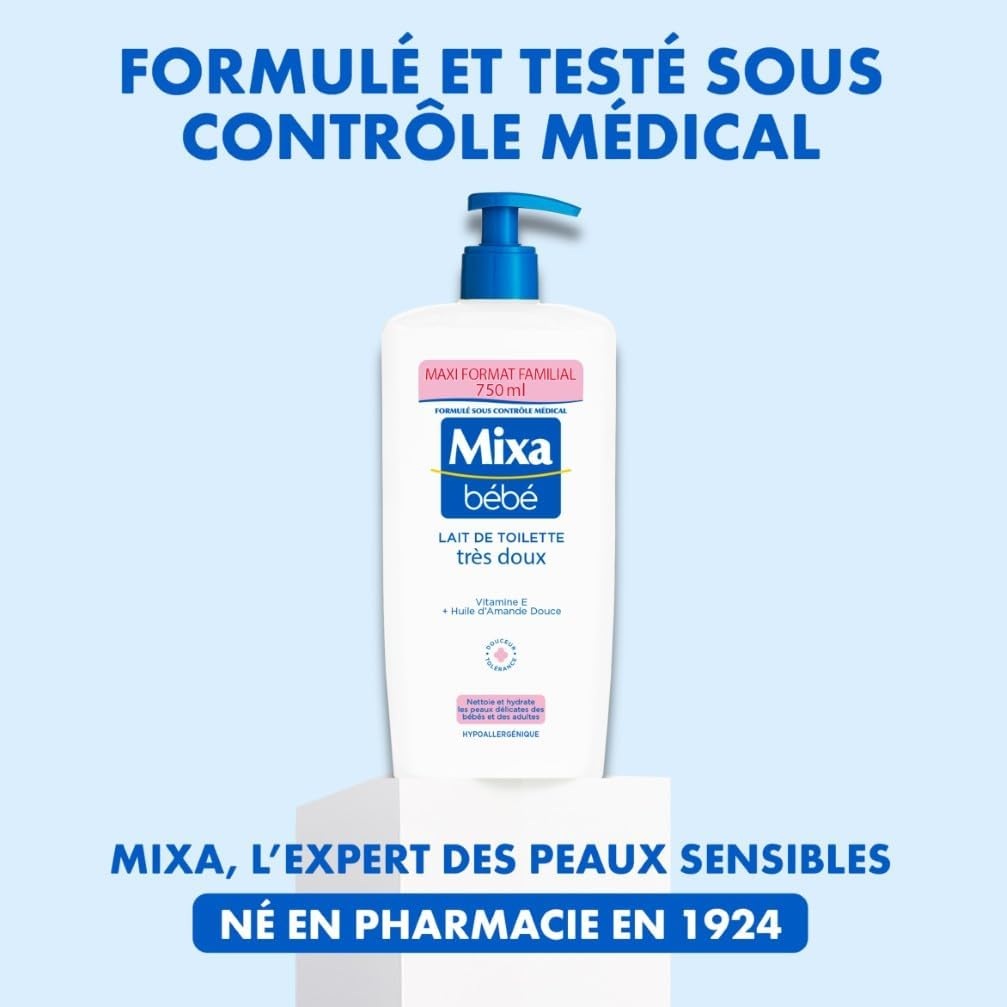 FORMULÉ ET TESTÉ SOUS
CONTRÔLE MÉDICAL
MAXI FORMAT FAMILIAL
750 ml
FORMULÉ SOUS CONTRÔLE MÉDICAL
Mixa
bébé
LAIT DE TOILETTE
très doux
Vitamine E
+ Huile d'Amande Douce
DOUCEUR
TOLÉRANCE
Nettoie et hydrate
les peaux délicates des
bébés et des adultes
HYPOALLERGÉNIQUE
MIXA, L'EXPERT DES PEAUX SENSIBLES
NÉ EN PHARMACIE EN 1924